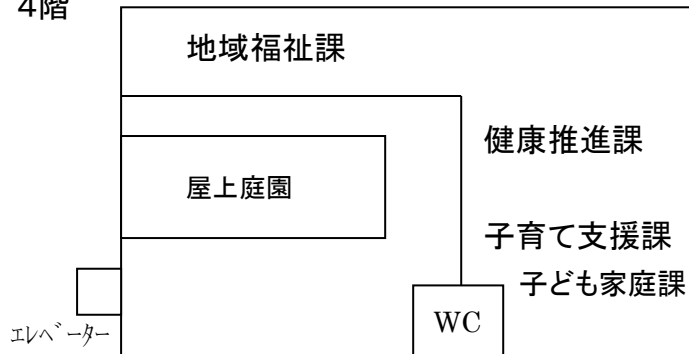 4階
地域福祉課
健康推進課
屋上庭園
子育て支援課
子ども家庭課
WC
エレベーター